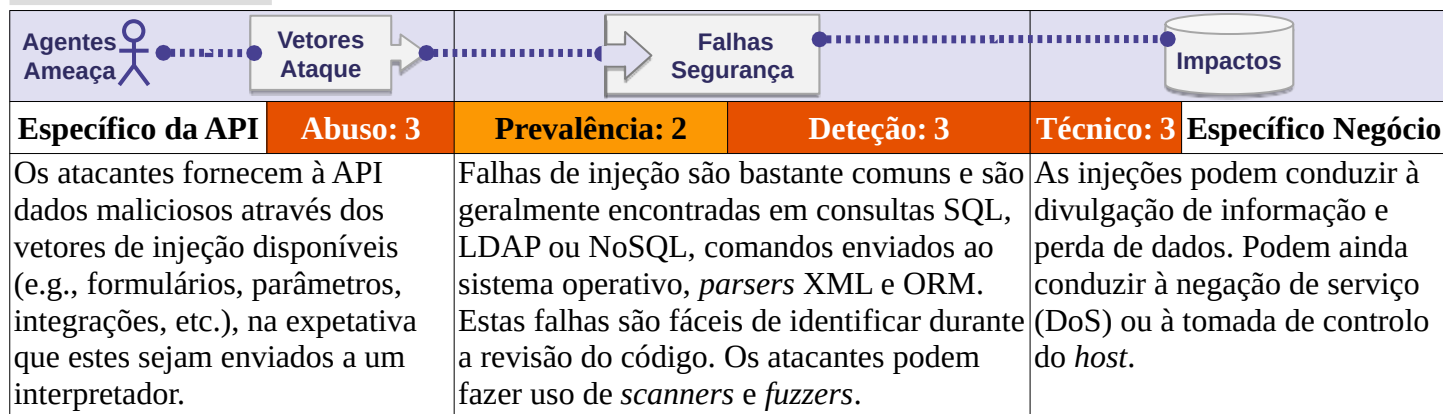 Agentes
Ameaça
Vetores
Ataque
Falhas
Segurança
Impactos
Específico da API
Abuso: 3
Prevalência: 2
Deteção: 3
Técnico: 3
Específico Negócio
Os atacantes fornecem à API
dados maliciosos através dos
vetores de injeção disponíveis
(e.g., formulários, parâmetros,
integrações, etc.), na expetativa
que estes sejam enviados a um
interpretador.
Falhas de injeção são bastante comuns e são
geralmente encontradas em consultas SQL,
LDAP ou NoSQL, comandos enviados ao
sistema operativo, parsers XML e ORM.
Estas falhas são fáceis de identificar durante
a revisão do código. Os atacantes podem
fazer uso de scanners e fuzzers.
As injeções podem conduzir à
divulgação de informação e
perda de dados. Podem ainda
conduzir à negação de serviço
(DoS) ou à tomada de controlo
do host.